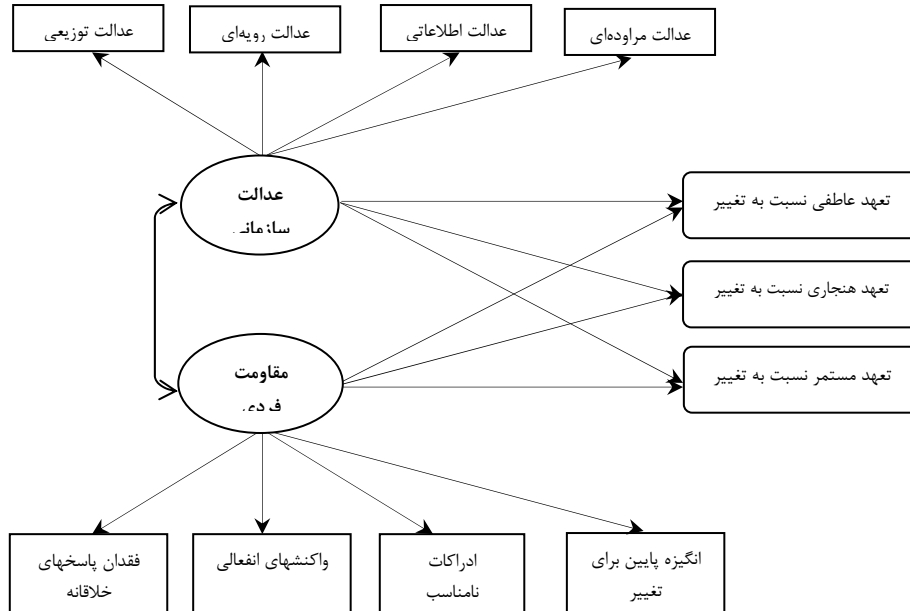 عدالت مراوده‌ای
عدالت اطلاعاتی
عدالت رویه‌ای
عدالت توزیعی
عدالت
سازمانی
تعهد عاطفی نسبت به تغییر
تعهد هنجاری نسبت به تغییر
تعهد مستمر نسبت به تغییر
مقاومت
فردی
انگیزه پایین برای
تغییر
ادراکات
نامناسب
واکنشهای انفعالی
فقدان پاسخهای
خلاقانه